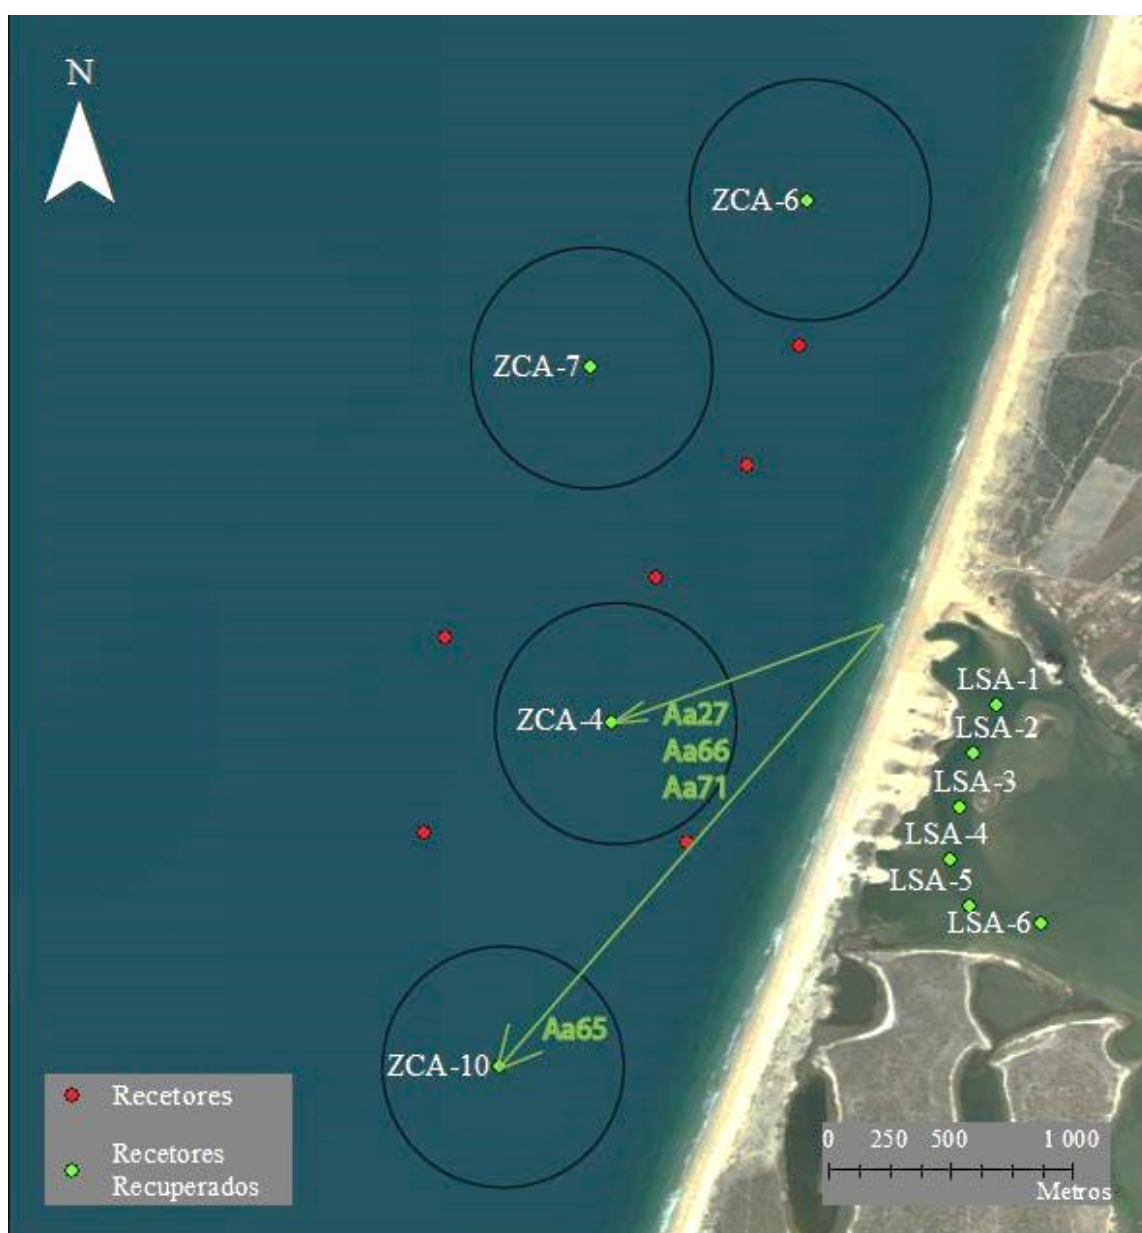 N
ZCA-6
ZCA-7
LSA-1
ZCA-4
Aa27
LSA-2
Aa66
LSA-3
Aa71
LSA-4
LSA-5
LSA-6
Aa65
ZCA-10
Recetores
Recetores
Recuperados
0 250 500 1 000
Metros